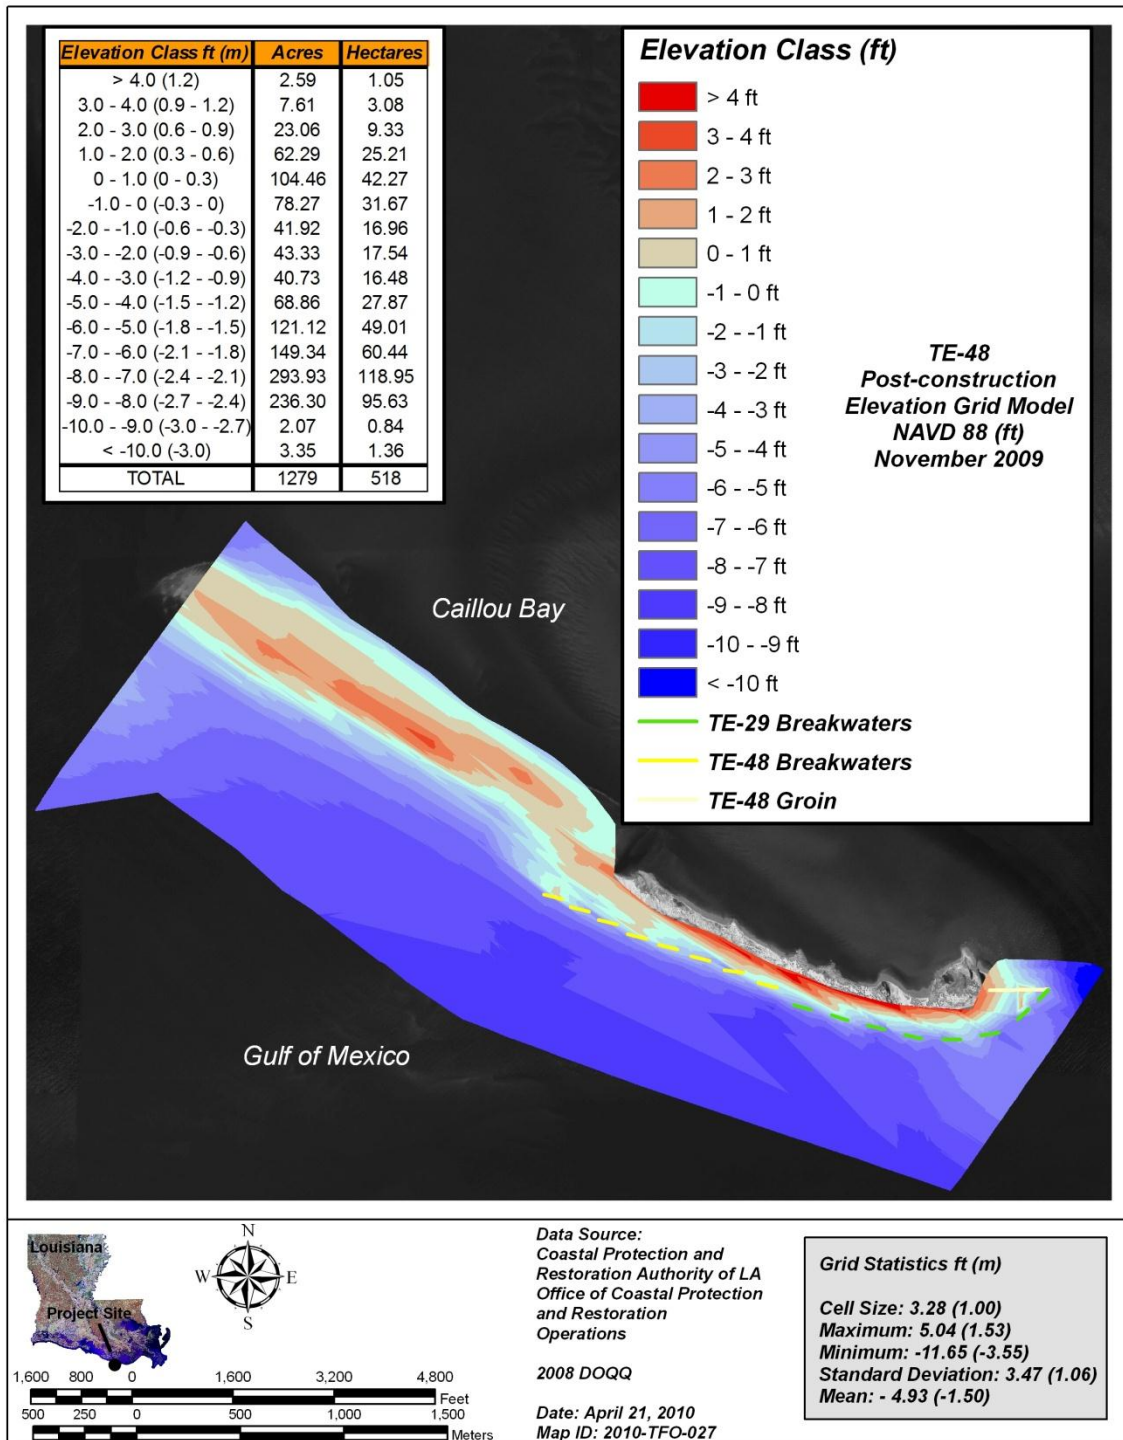 Elevation Class ft (m) Acres Hectares
> 4.0 (1.2) 2.59 1.05
3.0 - 4.0 (0.9 - 1.2) 7.61 3.08
2.0 - 3.0 (0.6 - 0.9) 23.06 9.33
1.0 - 2.0 (0.3 - 0.6) 62.29 25.21
0 - 1.0 (0 - 0.3) 104.46 42.27
-1.0 - 0 (-0.3 - 0) 78.27 31.67
-2.0 - -1.0 (-0.6 - -0.3) 41.92 16.96
-3.0 - -2.0 (-0.9 - -0.6) 43.33 17.54
-4.0 - -3.0 (-1.2 - -0.9) 40.73 16.48
-5.0 - -4.0 (-1.5 - -1.2) 68.86 27.87
-6.0 - -5.0 (-1.8 - -1.5) 121.12 49.01
-7.0 - -6.0 (-2.1 - -1.8) 149.34 60.44
-8.0 - -7.0 (-2.4 - -2.1) 293.93 118.95
-9.0 - -8.0 (-2.7 - -2.4) 236.30 95.63
-10.0 - -9.0 (-3.0 - -2.7) 2.07 0.84
< -10.0 (-3.0) 3.35 1.36
TOTAL 1279 518
Elevation Class (ft)
> 4 ft
3 - 4 ft
2 - 3 ft
1 - 2 ft
0 - 1 ft
-1 - 0 ft
-2 - -1 ft
-3 - -2 ft
-4 - -3 ft
-5 - -4 ft
-6 - -5 ft
-7 - -6 ft
-8 - -7 ft
-9 - -8 ft
-10 - -9 ft
< -10 ft
TE-29 Breakwaters
TE-48 Breakwaters
TE-48 Groin
TE-48
Post-construction
Elevation Grid Model
NAVD 88 (ft)
November 2009
Caillou Bay
Gulf of Mexico
Louisiana
Project Site
N
W E
S
1,600 800 0 1,600 3,200 4,800
Feet
500 250 0 500 1,000 1,500
Meters
Data Source:
Coastal Protection and
Restoration Authority of LA
Office of Coastal Protection
and Restoration
Operations
2008 DOQQ
Date: April 21, 2010
Map ID: 2010-TFO-027
Grid Statistics ft (m)
Cell Size: 3.28 (1.00)
Maximum: 5.04 (1.53)
Minimum: -11.65 (-3.55)
Standard Deviation: 3.47 (1.06)
Mean: - 4.93 (-1.50)